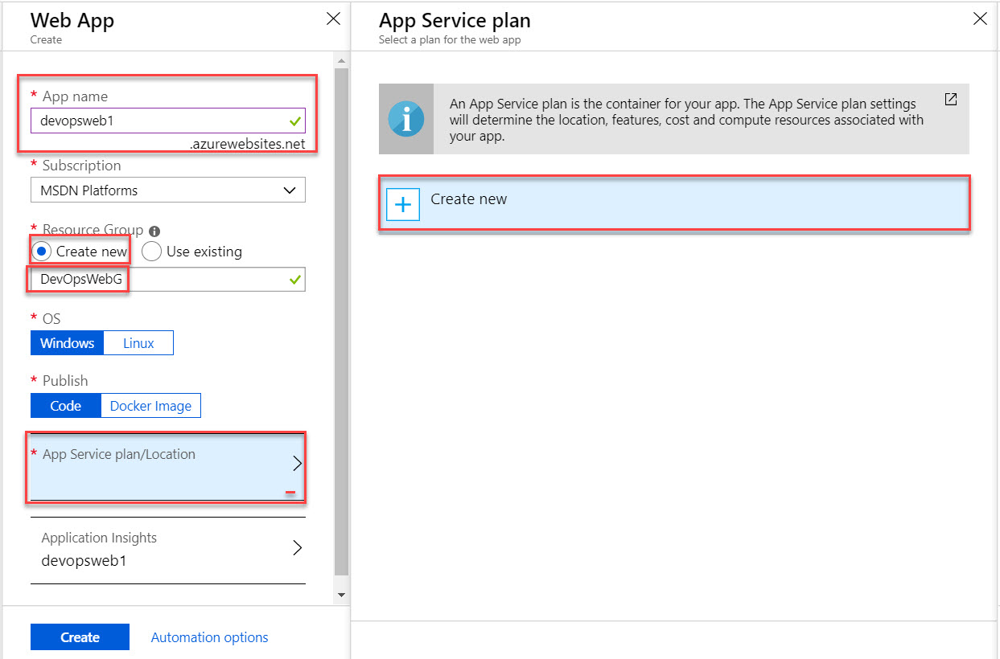 Web App
Create
* App name
devopsweb1
.azurewebsites.net
* Subscription
MSDN Platforms
* Resource Group
Create new Use existing
DevOpsWebG
* OS
Windows Linux
* Publish
Code Docker Image
* App Service plan/Location
Application Insights
devopsweb1
Create Automation options
App Service plan
Select a plan for the web app
An App Service plan is the container for your app. The App Service plan settings
will determine the location, features, cost and compute resources associated with
your app.
Create new